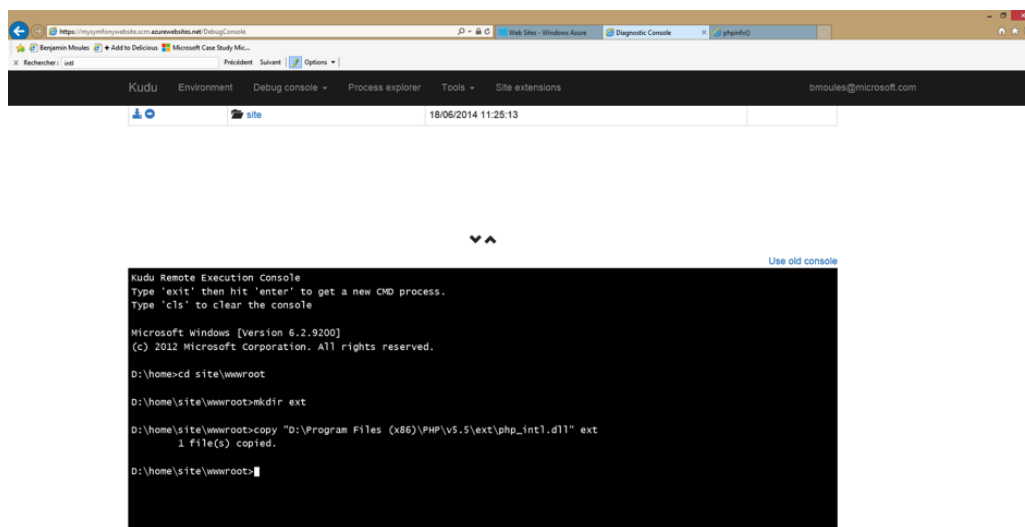 https://mysymfonywebsite.scm.azurewebsites.net/DebugConsole
Web Sites - Windows Azure
Diagnostic Console
phpinfo()
Benjamin Moules
Add to Delicious
Microsoft Case Study Mic...
Rechercher : intl
Précédent Suivant
Options
Kudu Environment Debug console Process explorer Tools Site extensions bmoules@microsoft.com
site 18/06/2014 11:25:13
Use old console
Kudu Remote Execution Console
Type 'exit' then hit 'enter' to get a new CMD process.
Type 'cls' to clear the console
Microsoft Windows [Version 6.2.9200]
(c) 2012 Microsoft Corporation. All rights reserved.
D:\home>cd site\wwwroot
D:\home\site\wwwroot>mkdir ext
D:\home\site\wwwroot>copy "D:\Program Files (x86)\PHP\v5.5\ext\php_intl.dll" ext
1 file(s) copied.
D:\home\site\wwwroot>